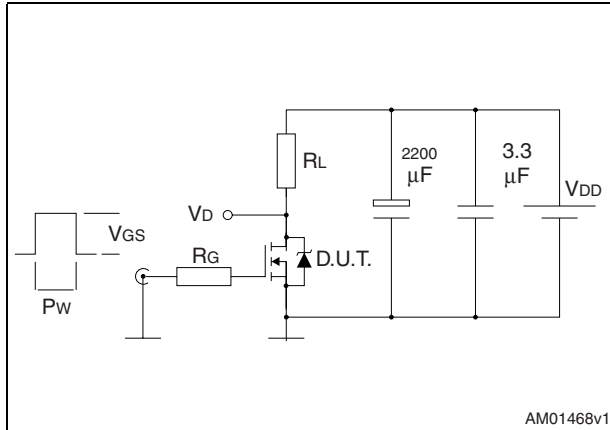 RL
2200
μF
3.3
μF
VDD
VD
VGS
RG
D.U.T.
PW
AM01468v1